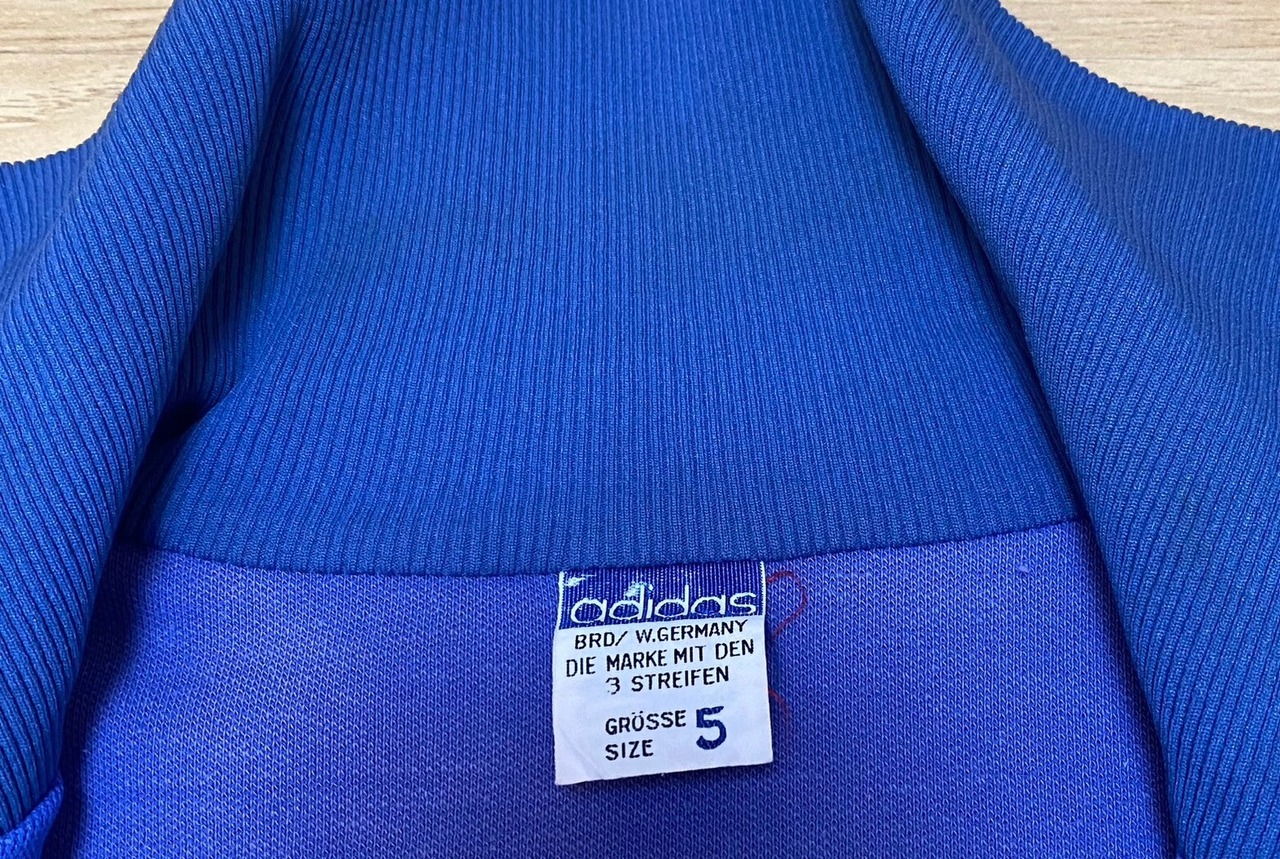 adidas
BRD/ W.GERMANY
DIE MARKE MIT DEN
3 STREIFEN
GRÖSSE 5
SIZE